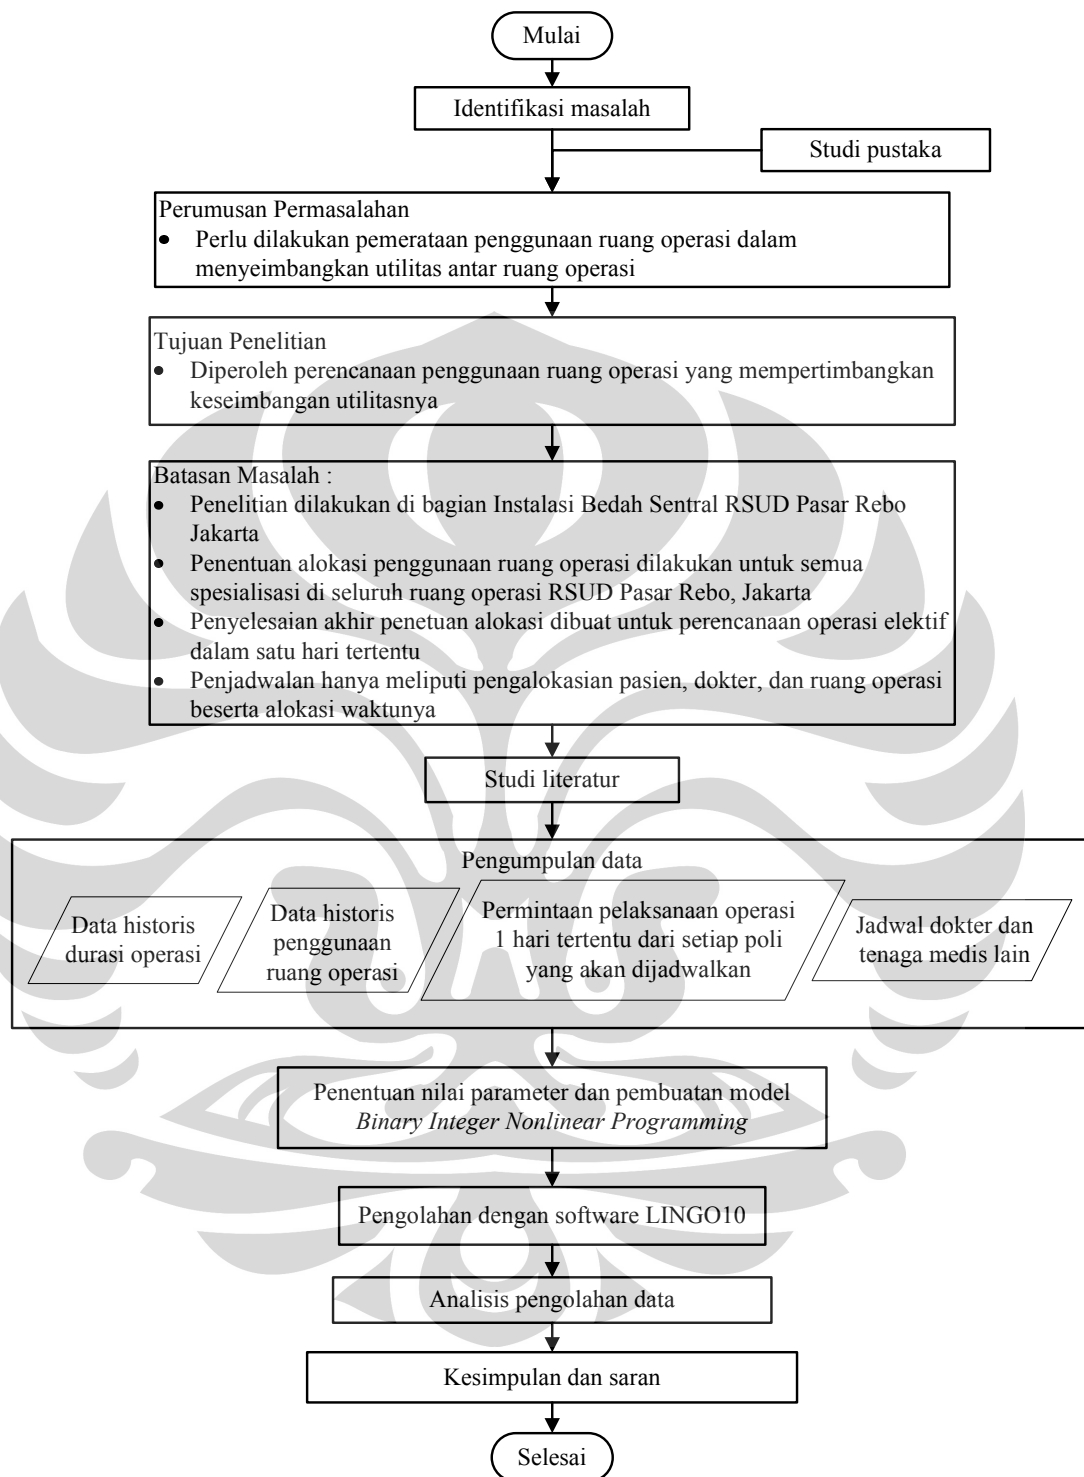 Mulai
Identifikasi masalah
Studi pustaka
Perumusan Permasalahan
• Perlu dilakukan pemerataan penggunaan ruang operasi dalam
menyeimbangkan utilitas antar ruang operasi
Tujuan Penelitian
• Diperoleh perencanaan penggunaan ruang operasi yang mempertimbangkan
keseimbangan utilitasnya
Batasan Masalah :
• Penelitian dilakukan di bagian Instalasi Bedah Sentral RSUD Pasar Rebo
Jakarta
• Penentuan alokasi penggunaan ruang operasi dilakukan untuk semua
spesialisasi di seluruh ruang operasi RSUD Pasar Rebo, Jakarta
• Penyelesaian akhir penetuan alokasi dibuat untuk perencanaan operasi elektif
dalam satu hari tertentu
• Penjadwalan hanya meliputi pengalokasian pasien, dokter, dan ruang operasi
beserta alokasi waktunya
Studi literatur
Pengumpulan data
Data historis
durasi operasi
Data historis
penggunaan
ruang operasi
Permintaan pelaksanaan operasi
1 hari tertentu dari setiap poli
yang akan dijadwalkan
Jadwal dokter dan
tenaga medis lain
Penentuan nilai parameter dan pembuatan model
Binary Integer Nonlinear Programming
Pengolahan dengan software LINGO10
Analisis pengolahan data
Kesimpulan dan saran
Selesai